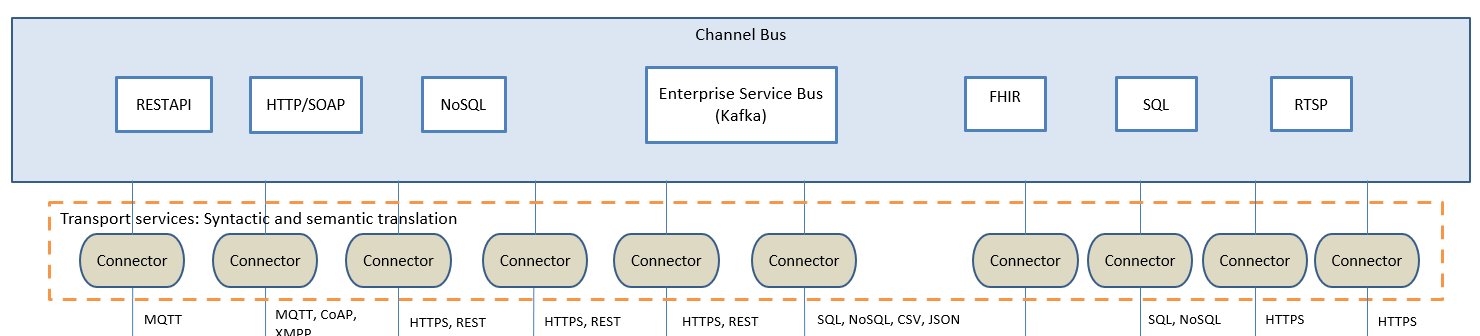 Channel Bus
RESTAPI
HTTP/SOAP
NoSQL
Enterprise Service Bus
(Kafka)
FHIR
SQL
RTSP
Transport services: Syntactic and semantic translation
Connector
Connector
Connector
Connector
Connector
Connector
Connector
Connector
Connector
Connector
MQTT
MQTT, CoAP,
XMPP
HTTPS, REST
HTTPS, REST
HTTPS, REST
SQL, NoSQL, CSV, JSON
SQL, NoSQL
HTTPS
HTTPS